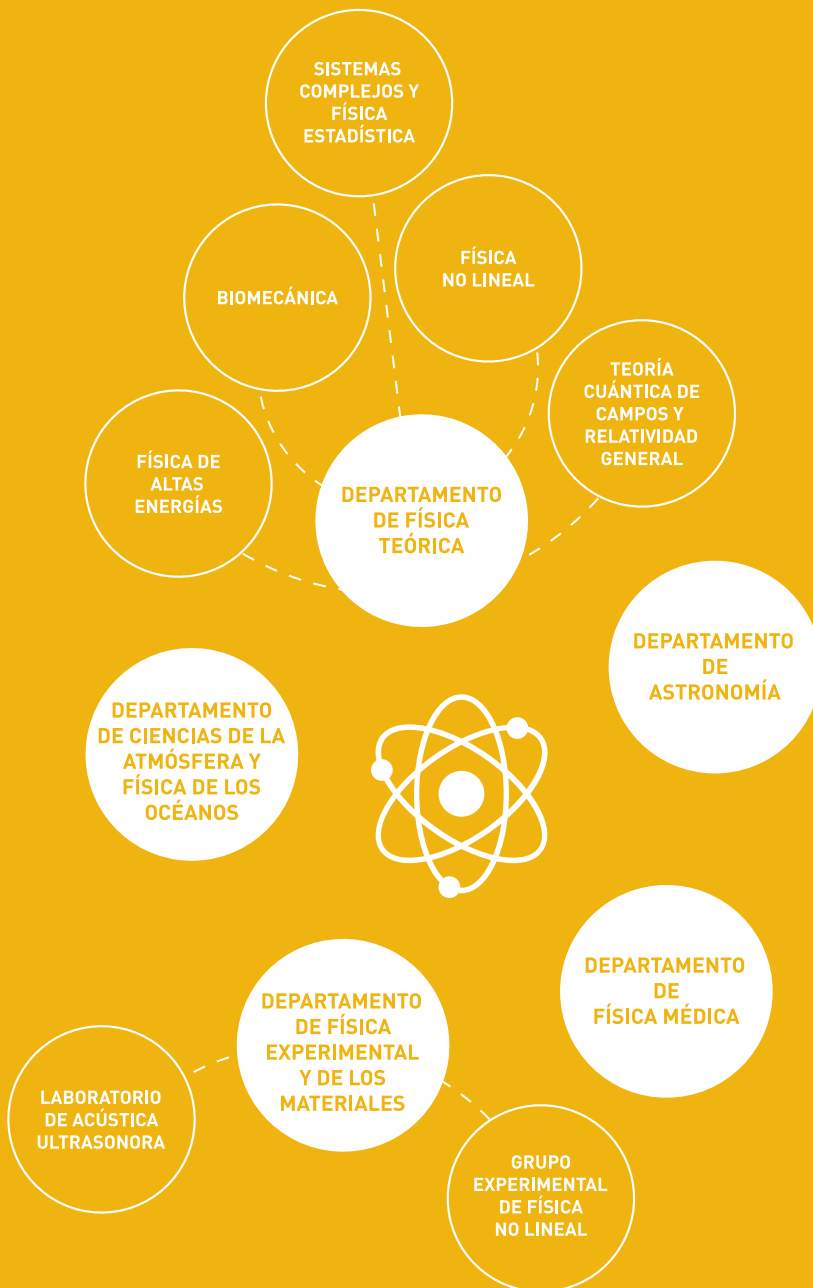 SISTEMAS
COMPLEJOS Y
FÍSICA
ESTADÍSTICA
FÍSICA
NO LINEAL
BIOMECÁNICA
TEORÍA
CUÁNTICA DE
CAMPOS Y
RELATIVIDAD
GENERAL
FÍSICA DE
ALTAS
ENERGÍAS
DEPARTAMENTO
DE FÍSICA
TEÓRICA
DEPARTAMENTO
DE
ASTRONOMÍA
DEPARTAMENTO
DE CIENCIAS DE LA
ATMÓSFERA Y
FÍSICA DE LOS
OCÉANOS
DEPARTAMENTO
DE
FÍSICA MÉDICA
DEPARTAMENTO
DE FÍSICA
EXPERIMENTAL
Y DE LOS
MATERIALES
LABORATORIO
DE ACÚSTICA
ULTRASONORA
GRUPO
EXPERIMENTAL
DE FÍSICA
NO LINEAL